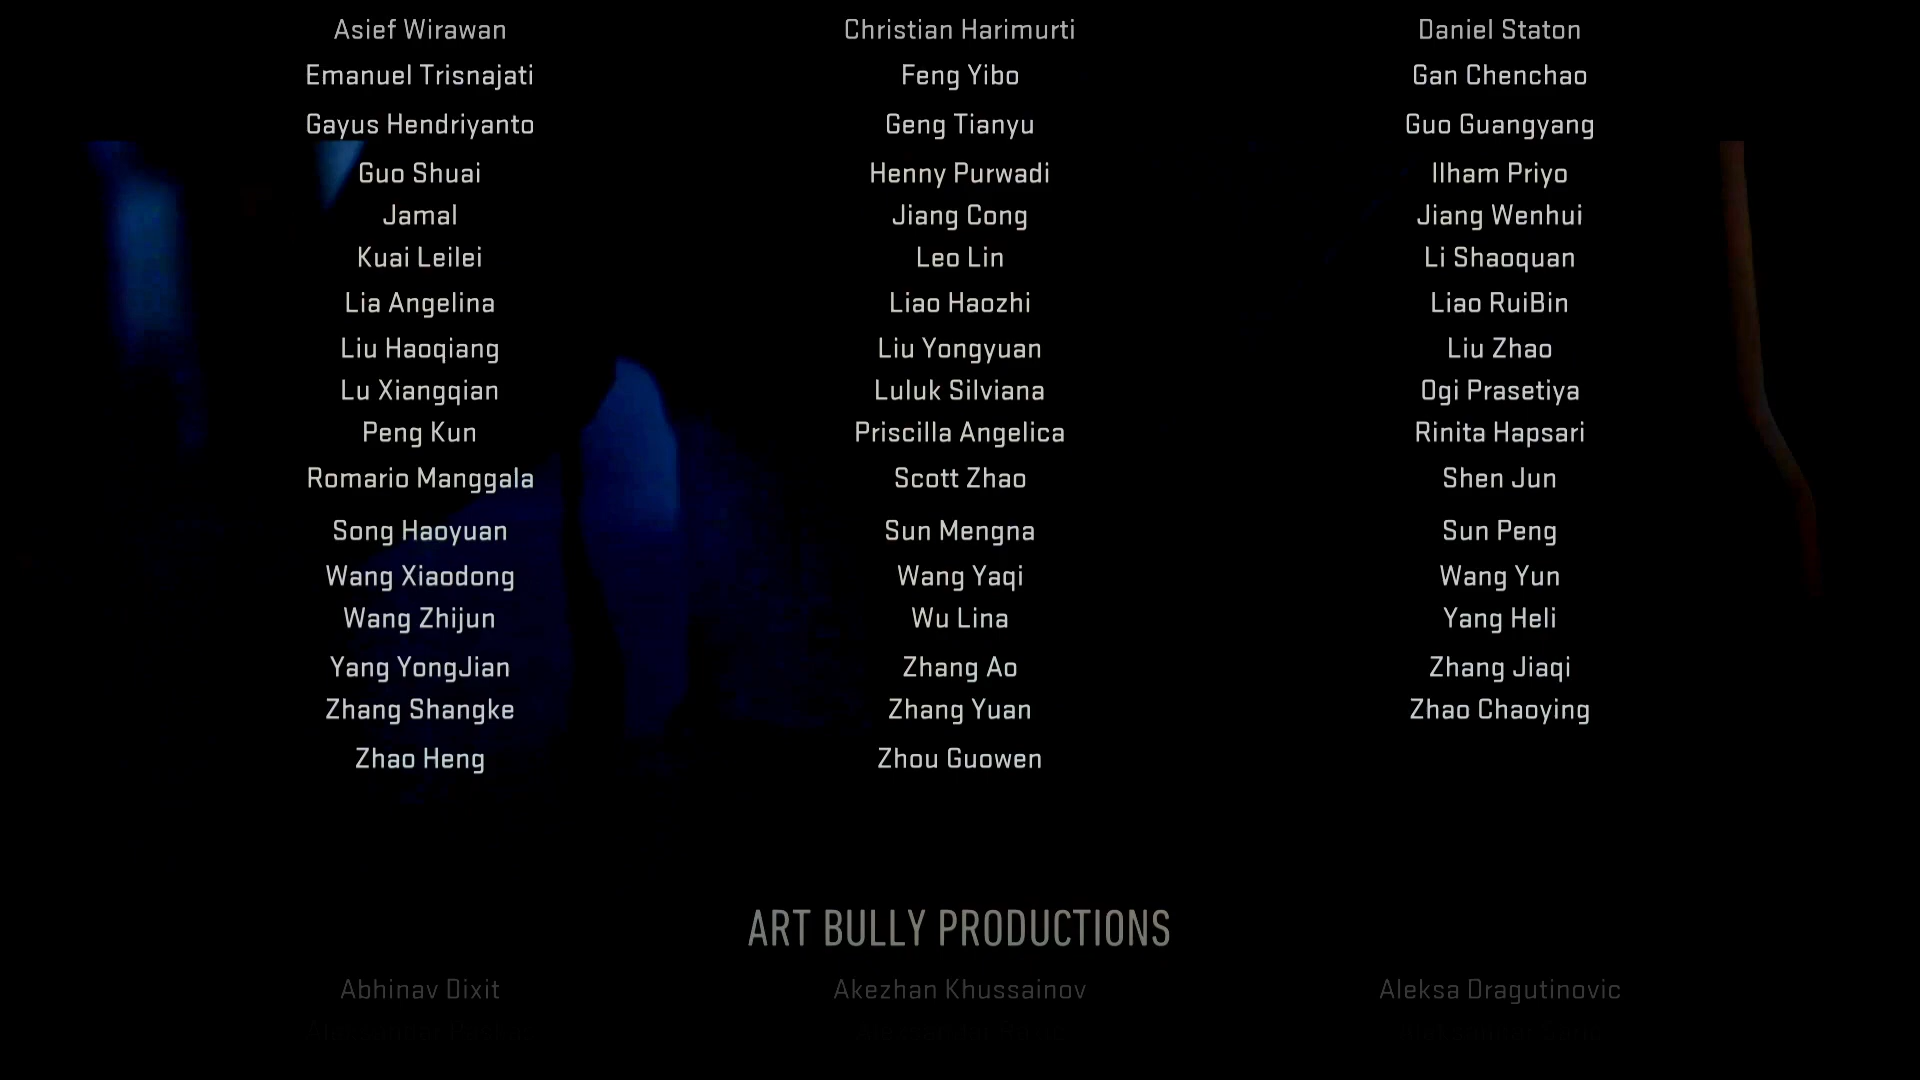 Asief Wirawan Christian Harimurti Daniel Staton
Emanuel Trisnajati Feng Yibo Gan Chenchao
Gayus Hendriyanto Geng Tianyu Guo Guangyang
Guo Shuai Henny Purwadi Ilham Priyo
Jamal Jiang Cong Jiang Wenhui
Kuai Leilei Leo Lin Li Shaoquan
Lia Angelina Liao Haozhi Liao RuiBin
Liu Haoqiang Liu Yongyuan Liu Zhao
Lu Xiangqian Luluk Silviana Ogi Prasetiya
Peng Kun Priscilla Angelica Rinita Hapsari
Romario Manggala Scott Zhao Shen Jun
Song Haoyuan Sun Mengna Sun Peng
Wang Xiaodong Wang Yaqi Wang Yun
Wang Zhijun Wu Lina Yang Heli
Yang YongJian Zhang Ao Zhang Jiaqi
Zhang Shangke Zhang Yuan Zhao Chaoying
Zhao Heng Zhou Guowen
ART BULLY PRODUCTIONS
Abhinav Dixit Akezhan Khussainov Aleksa Dragutinovic